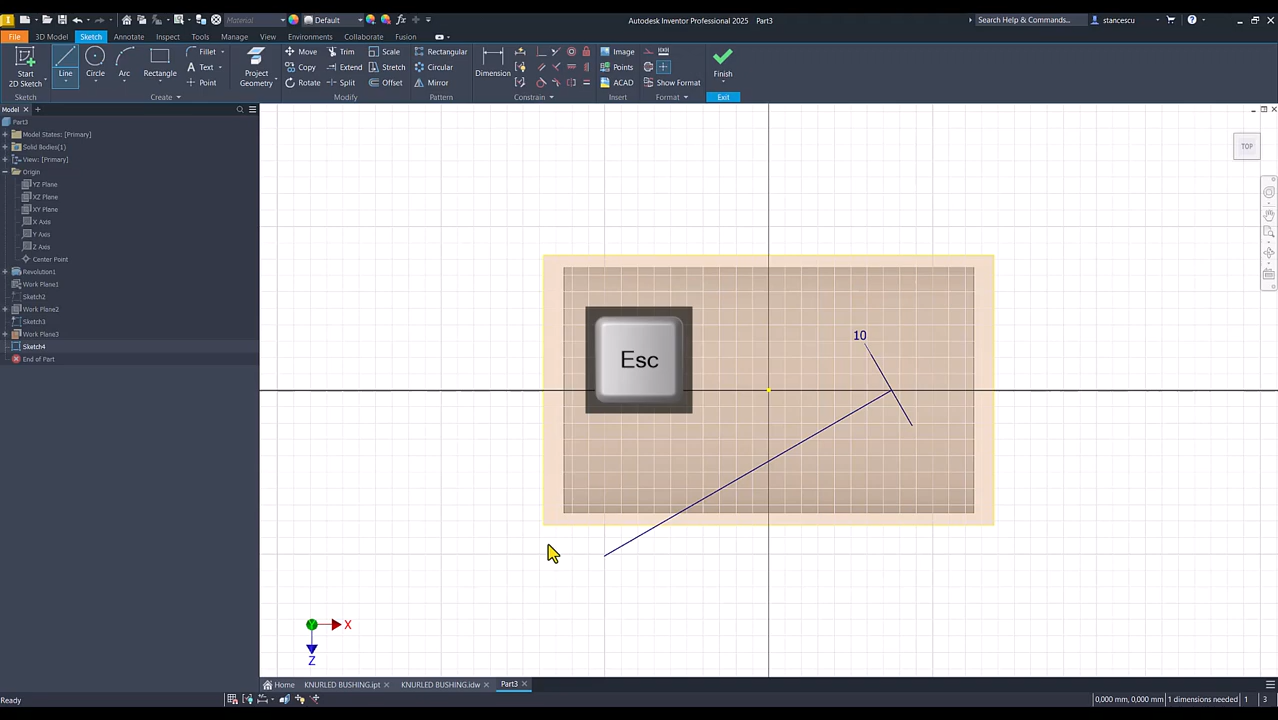 Material
Default
Autodesk Inventor Professional 2025 Part3
Search Help & Commands...
stancescu
File
3D Model
Sketch
Annotate
Inspect
Tools
View
Manage
Environments
Collaborate
Fusion
Start
2D Sketch
Line
Circle
Arc
Rectangle
Fillet
Text
Point
Project
Geometry
Move
Copy
Rotate
Trim
Extend
Split
Scale
Stretch
Offset
Rectangular
Circular
Mirror
Dimension
Image
Points
ACAD
Show Format
Finish
Sketch
Create
Modify
Pattern
Constrain
Insert
Format
Exit
Model
Part3
Model States: [Primary]
Solid Bodies(1)
View: [Primary]
Origin
YZ Plane
XZ Plane
XY Plane
X Axis
Y Axis
Z Axis
Center Point
Revolution1
Work Plane1
Sketch2
Work Plane2
Sketch3
Work Plane3
Sketch4
End of Part
TOP
10
Esc
Y
X
Z
Home
KNURLED BUSHING.ipt
KNURLED BUSHING.idw
Part3
Ready
0,000 mm, 0,000 mm
1 dimensions needed
1
3